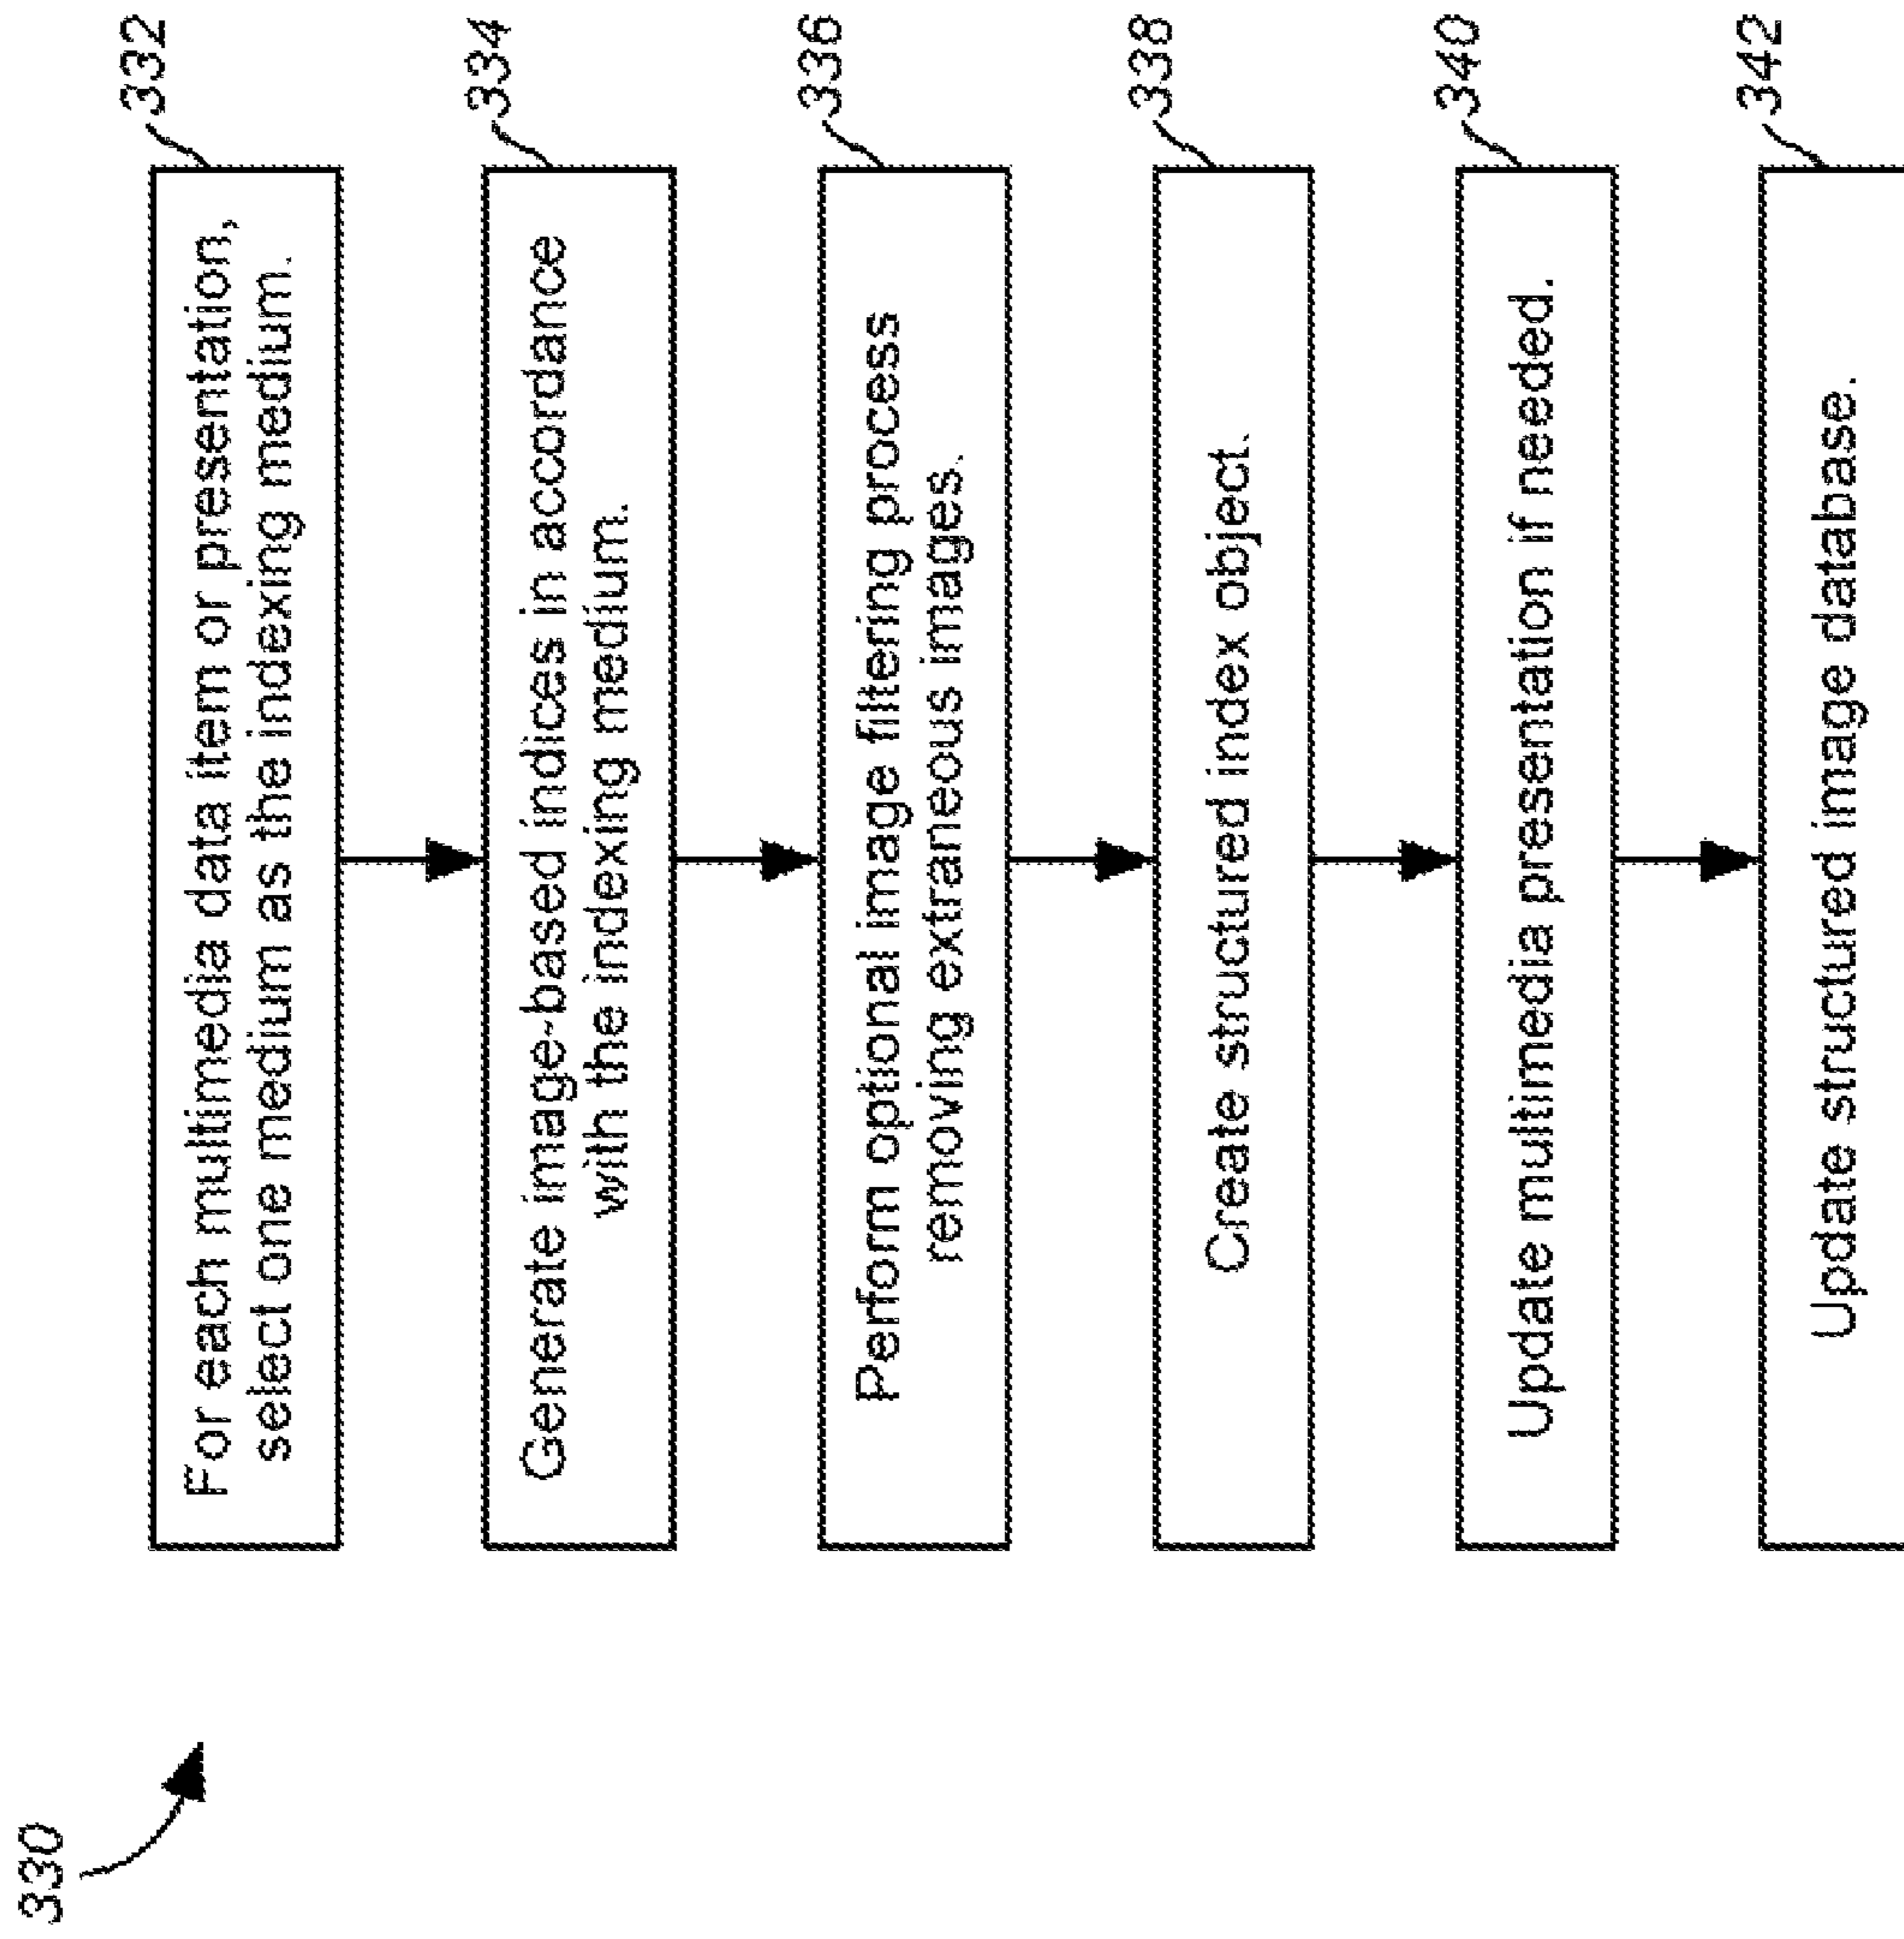 330
332
For each multimedia data item or presentation,
select one medium as the indexing medium.
334
Generate image-based indices in accordance
with the indexing medium.
336
Perform optional image filtering process
removing extraneous images.
338
Create structured index object.
340
Update multimedia presentation if needed.
342
Update structured image database.